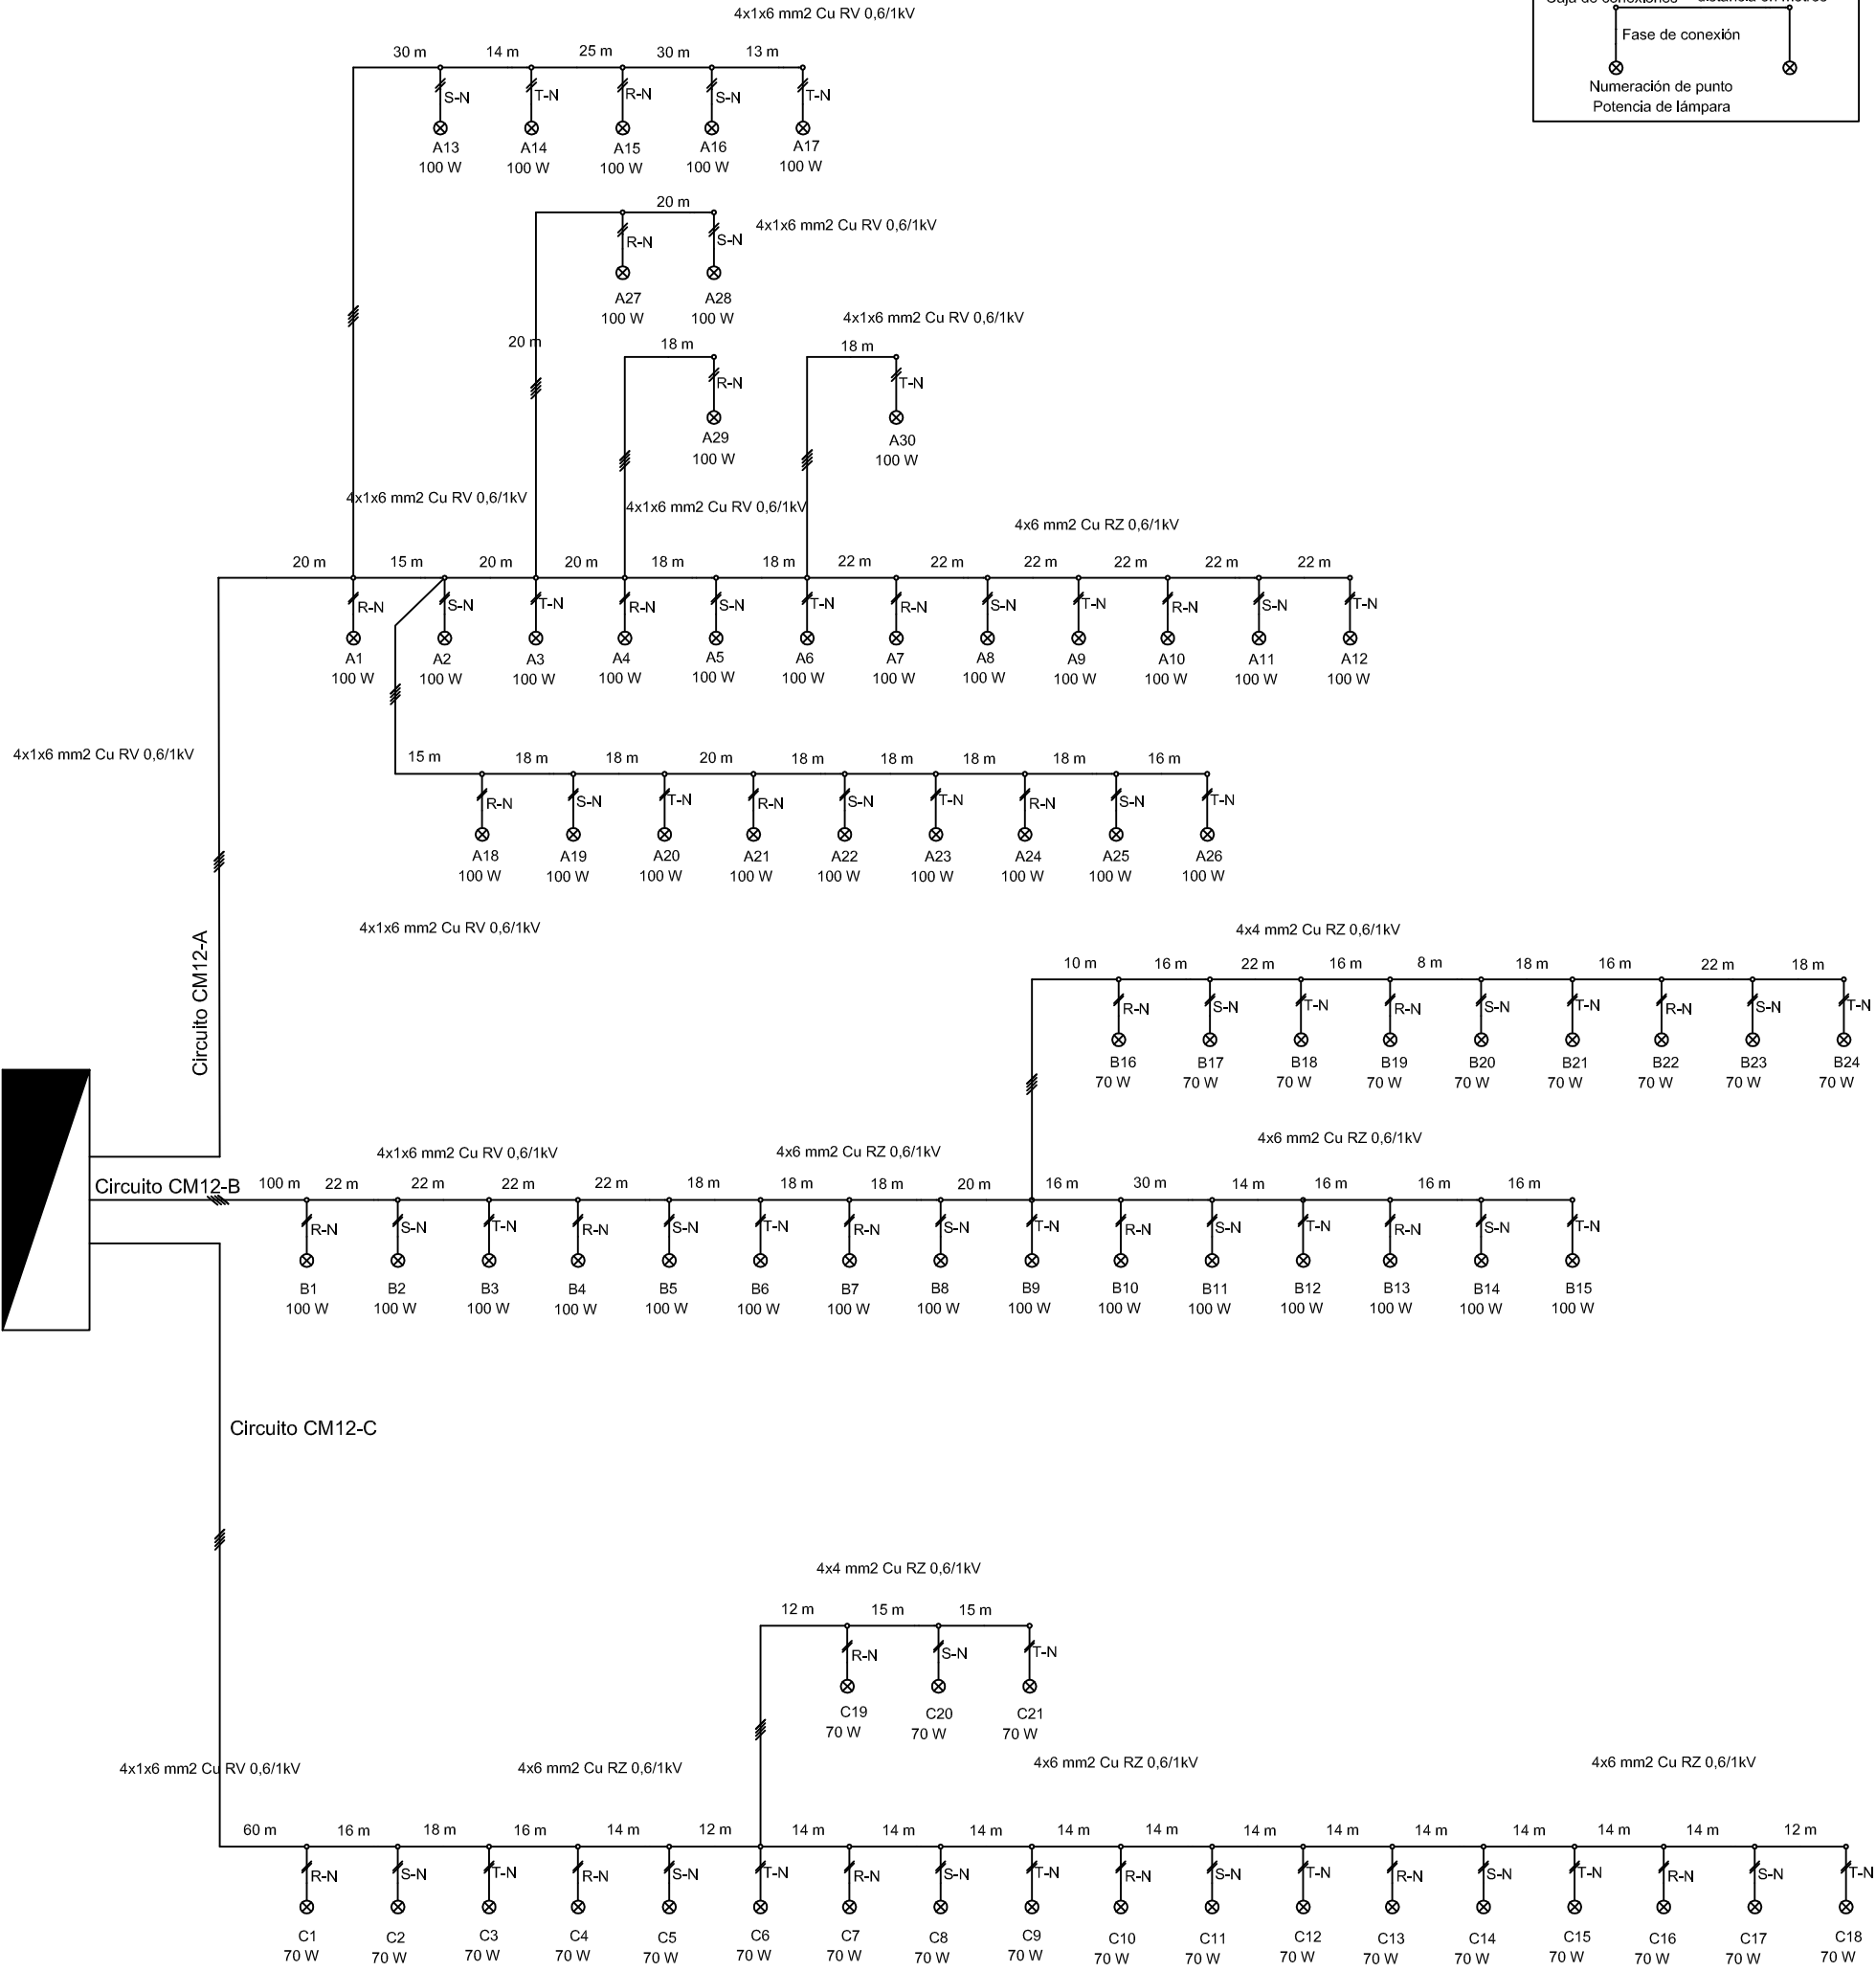 4x1x6 mm2 Cu RV 0,6/1kV
Caja de conexiones distancia en metros
Fase de conexión
Numeración de punto
Potencia de lámpara
30 m 14 m 25 m 30 m 13 m
S-N T-N R-N S-N T-N
A13 A14 A15 A16 A17
100 W 100 W 100 W 100 W 100 W
20 m
4x1x6 mm2 Cu RV 0,6/1kV
R-N S-N
A27 A28
100 W 100 W
4x1x6 mm2 Cu RV 0,6/1kV
20 m 18 m 18 m
R-N T-N
A29 A30
100 W 100 W
4x1x6 mm2 Cu RV 0,6/1kV 4x1x6 mm2 Cu RV 0,6/1kV 4x6 mm2 Cu RZ 0,6/1kV
20 m 15 m 20 m 20 m 18 m 18 m 22 m 22 m 22 m 22 m 22 m 22 m
R-N S-N T-N R-N S-N T-N R-N S-N T-N R-N S-N T-N
A1 A2 A3 A4 A5 A6 A7 A8 A9 A10 A11 A12
100 W 100 W 100 W 100 W 100 W 100 W 100 W 100 W 100 W 100 W 100 W 100 W
4x1x6 mm2 Cu RV 0,6/1kV
15 m 18 m 18 m 20 m 18 m 18 m 18 m 18 m 16 m
R-N S-N T-N R-N S-N T-N R-N S-N T-N
A18 A19 A20 A21 A22 A23 A24 A25 A26
100 W 100 W 100 W 100 W 100 W 100 W 100 W 100 W 100 W
4x1x6 mm2 Cu RV 0,6/1kV
Circuito CM12-A
4x4 mm2 Cu RZ 0,6/1kV
10 m 16 m 22 m 16 m 8 m 18 m 16 m 22 m 18 m
R-N S-N T-N R-N S-N T-N R-N S-N T-N
B16 B17 B18 B19 B20 B21 B22 B23 B24
70 W 70 W 70 W 70 W 70 W 70 W 70 W 70 W 70 W
4x1x6 mm2 Cu RV 0,6/1kV 4x6 mm2 Cu RZ 0,6/1kV 4x6 mm2 Cu RZ 0,6/1kV
Circuito CM12-B 100 m 22 m 22 m 22 m 22 m 18 m 18 m 18 m 20 m 16 m 30 m 14 m 16 m 16 m 16 m
R-N S-N T-N R-N S-N T-N R-N S-N T-N R-N S-N T-N R-N S-N T-N
B1 B2 B3 B4 B5 B6 B7 B8 B9 B10 B11 B12 B13 B14 B15
100 W 100 W 100 W 100 W 100 W 100 W 100 W 100 W 100 W 100 W 100 W 100 W 100 W 100 W 100 W
Circuito CM12-C
4x4 mm2 Cu RZ 0,6/1kV
12 m 15 m 15 m
R-N S-N T-N
C19 C20 C21
70 W 70 W 70 W
4x1x6 mm2 Cu RV 0,6/1kV 4x6 mm2 Cu RZ 0,6/1kV 4x6 mm2 Cu RZ 0,6/1kV 4x6 mm2 Cu RZ 0,6/1kV
60 m 16 m 18 m 16 m 14 m 12 m 14 m 14 m 14 m 14 m 14 m 14 m 14 m 14 m 14 m 14 m 14 m 12 m
R-N S-N T-N R-N S-N T-N R-N S-N T-N R-N S-N T-N R-N S-N T-N R-N S-N T-N
C1 C2 C3 C4 C5 C6 C7 C8 C9 C10 C11 C12 C13 C14 C15 C16 C17 C18
70 W 70 W 70 W 70 W 70 W 70 W 70 W 70 W 70 W 70 W 70 W 70 W 70 W 70 W 70 W 70 W 70 W 70 W